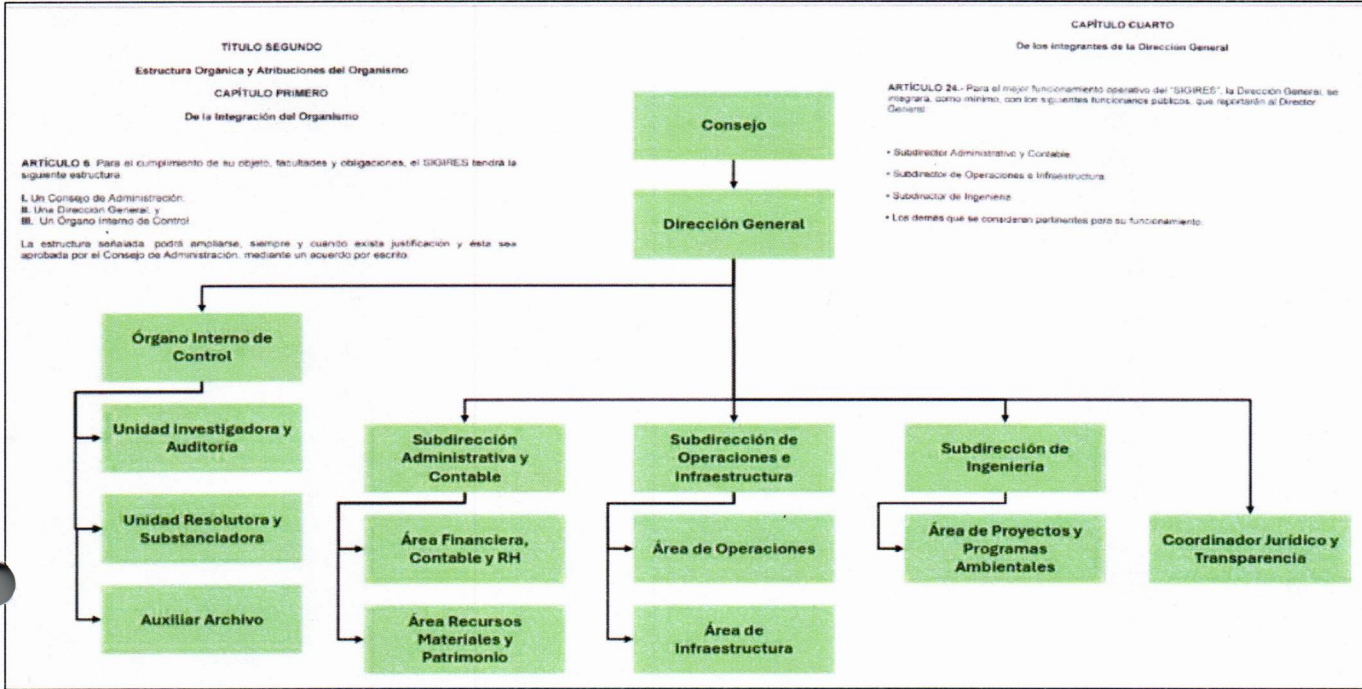 TÍTULO SEGUNDO
Estructura Orgánica y Atribuciones del Organismo
CAPÍTULO PRIMERO
De la Integración del Organismo
ARTÍCULO 6. Para el cumplimiento de su objeto, facultades y obligaciones, el SIGIRES tendrá la
siguiente estructura:
I. Un Consejo de Administración;
II. Una Dirección General; y
III. Un Órgano Interno de Control.
La estructura señalada, podrá ampliarse, siempre y cuando exista justificación y ésta sea
aprobada por el Consejo de Administración, mediante un acuerdo por escrito.
CAPÍTULO CUARTO
De los integrantes de la Dirección General
ARTÍCULO 24.- Para el mejor funcionamiento operativo del "SIGIRES", la Dirección General, se
integrará, como mínimo, con los siguientes funcionarios públicos, que reportarán al Director
General:
• Subdirector Administrativo y Contable
• Subdirector de Operaciones e Infraestructura
• Subdirector de Ingeniería
• Los demás que se consideren pertinentes para su funcionamiento.
Consejo
Dirección General
Órgano Interno de
Control
Unidad Investigadora y
Auditoría
Unidad Resolutora y
Substanciadora
Auxiliar Archivo
Subdirección
Administrativa y
Contable
Área Financiera,
Contable y RH
Área Recursos
Materiales y
Patrimonio
Subdirección de
Operaciones e
Infraestructura
Área de Operaciones
Área de
Infraestructura
Subdirección de
Ingeniería
Área de Proyectos y
Programas
Ambientales
Coordinador Jurídico y
Transparencia